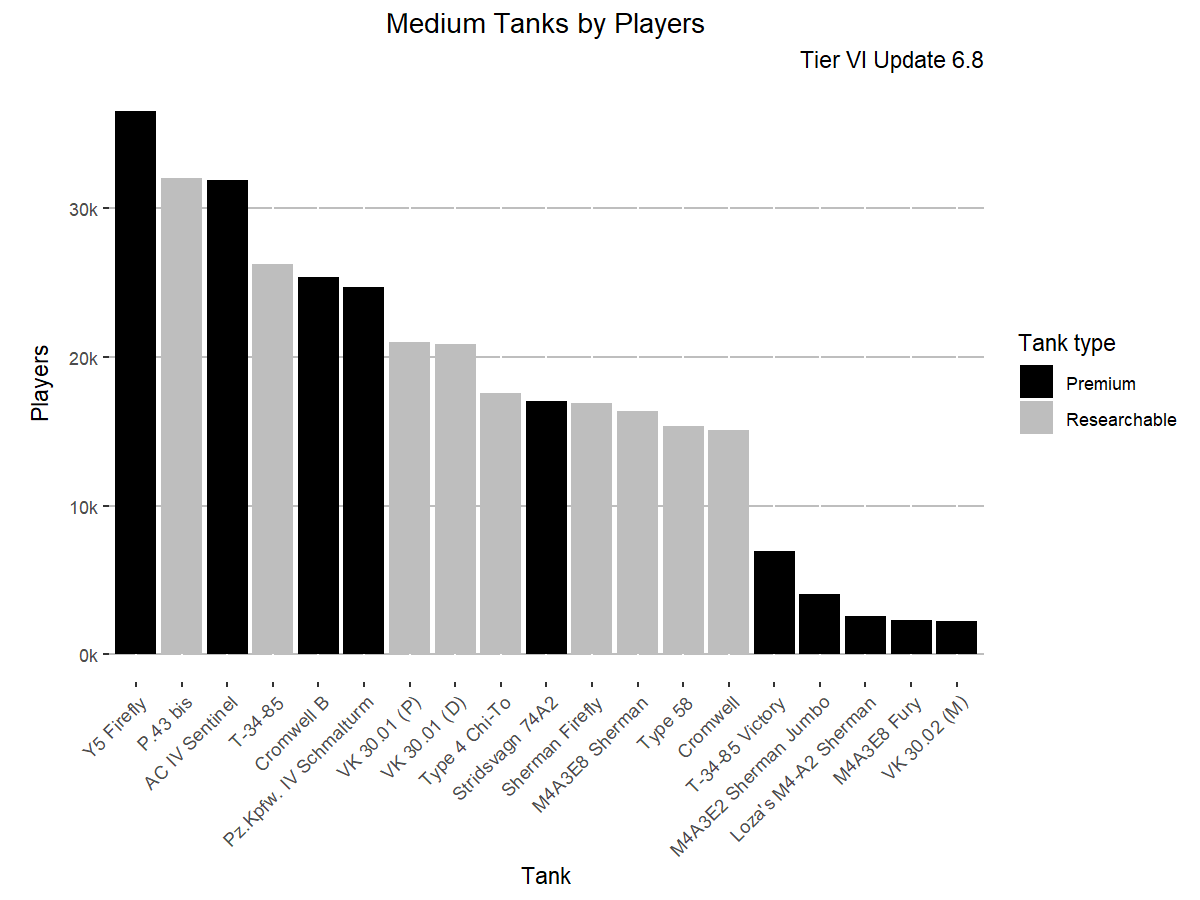 Medium Tanks by Players
Tier VI Update 6.8
Players
30k
20k
10k
0k
Y5 Firefly
P.43 bis
AC IV Sentinel
T-34-85
Cromwell B
Pz.Kpfw. IV Schmalturm
VK 30.01 (P)
VK 30.01 (D)
Type 4 Chi-To
Stridsvagn 74A2
Sherman Firefly
M4A3E8 Sherman
Type 58
Cromwell
T-34-85 Victory
M4A3E2 Sherman Jumbo
Loza's M4-A2 Sherman
M4A3E8 Fury
VK 30.02 (M)
Tank
Tank type
Premium
Researchable